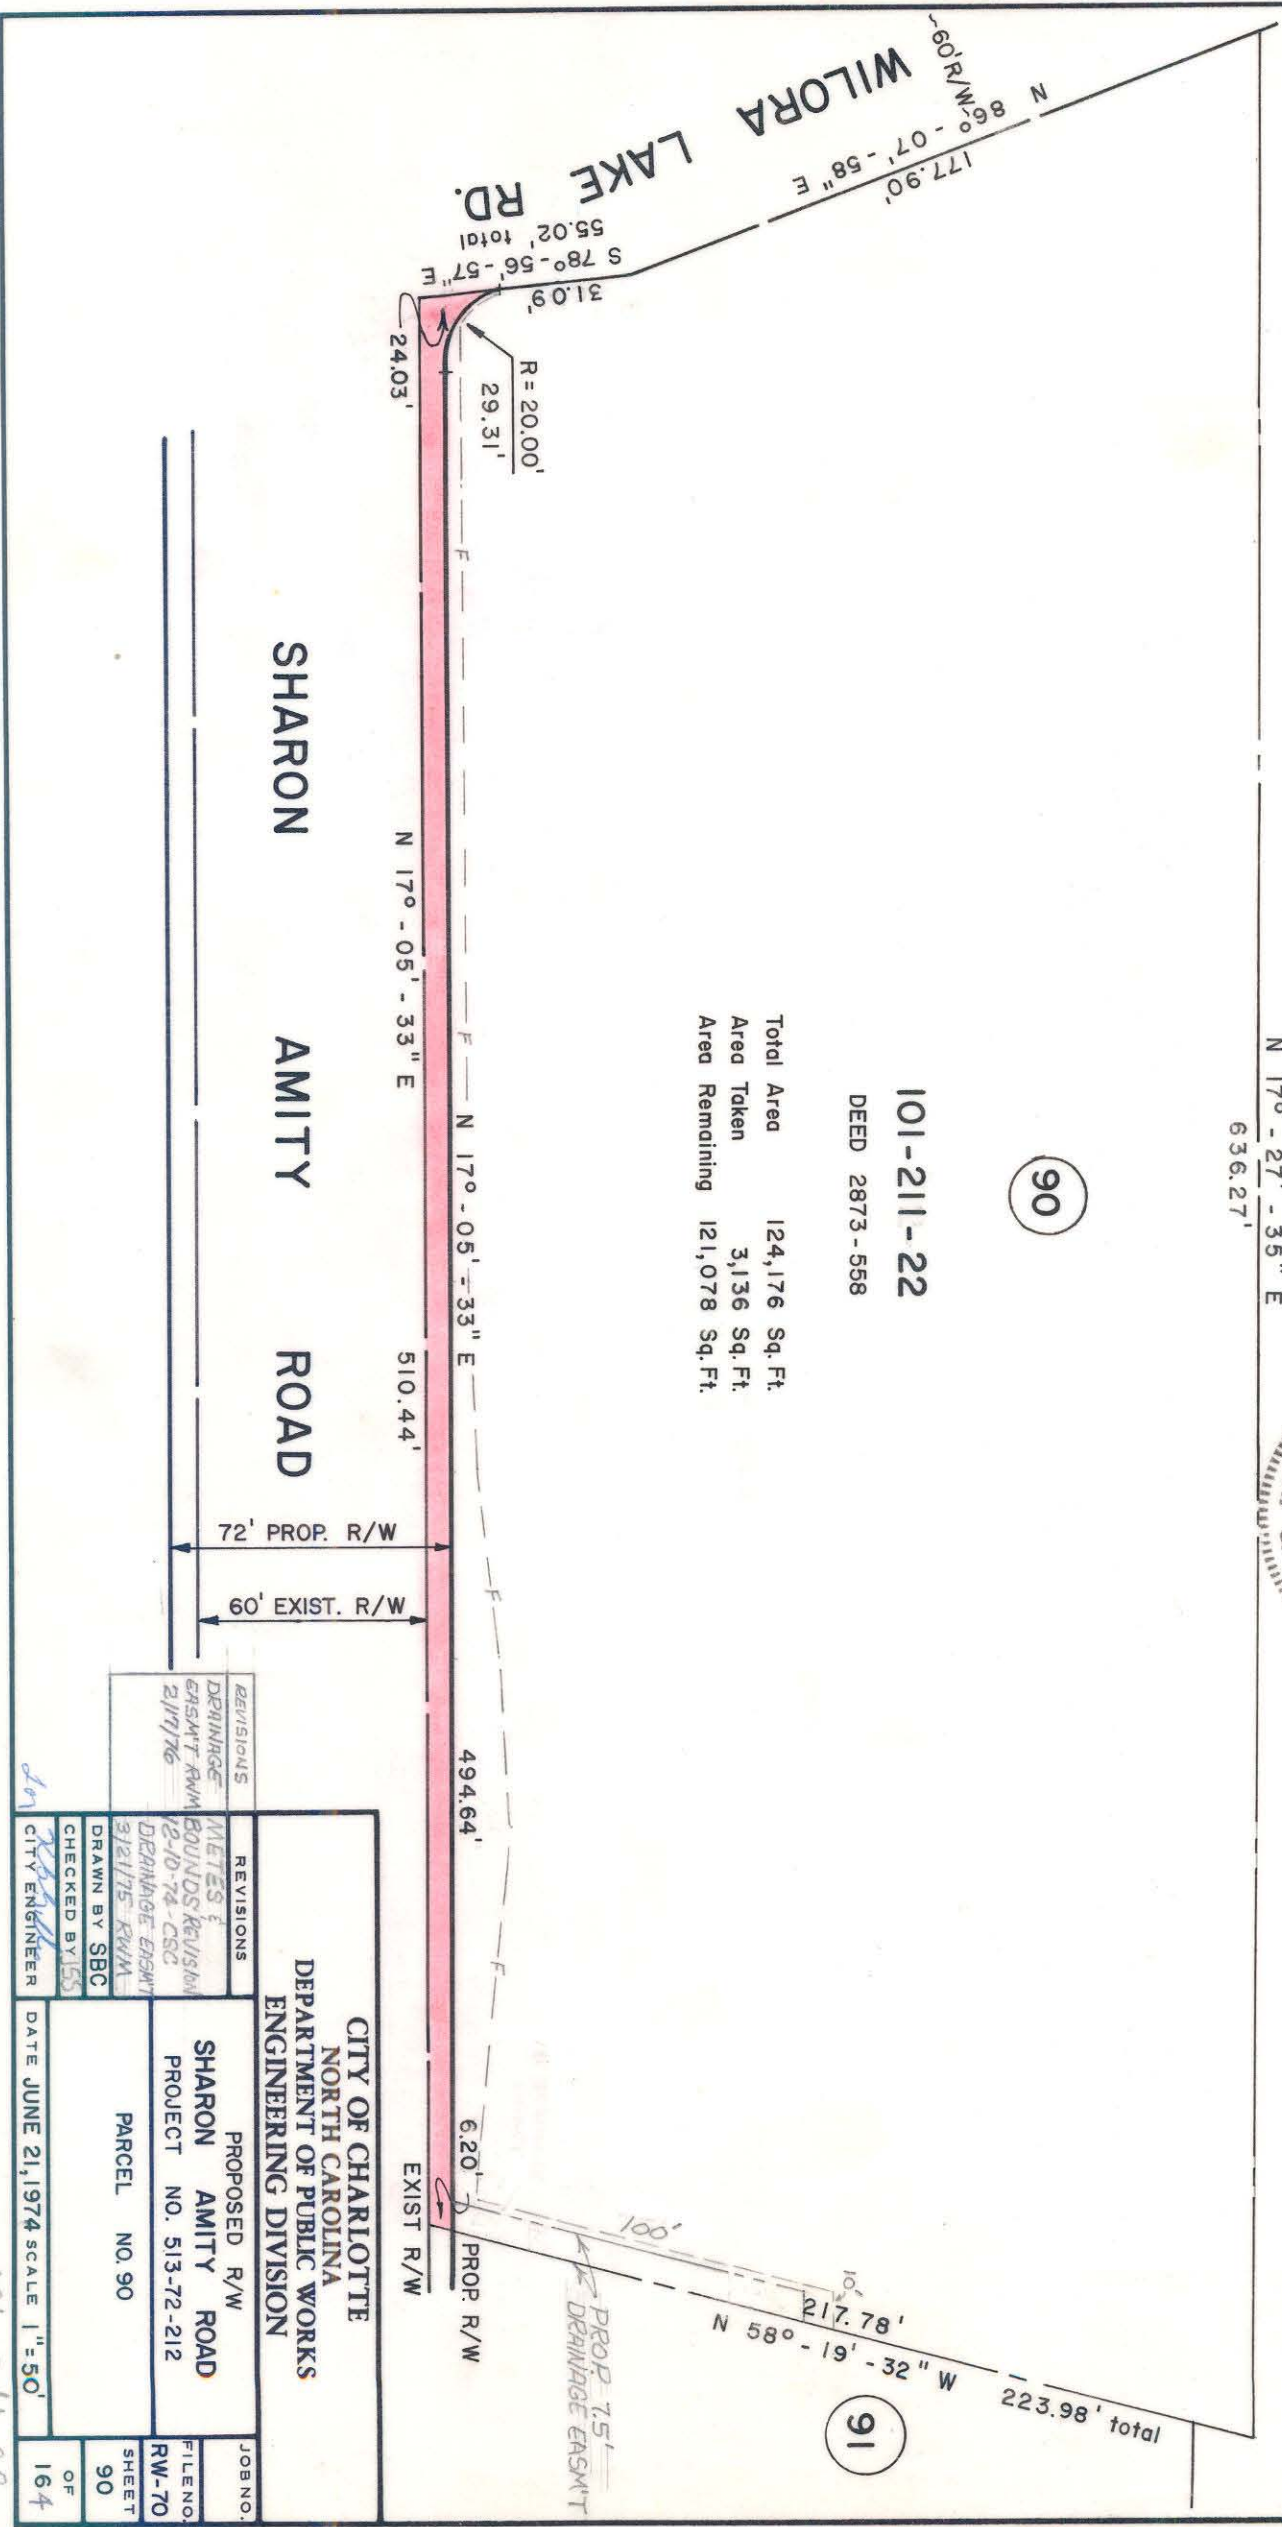 N 17° - 27' - 35" E
636.27'
90
101-211-22
DEED 2873-558
Total Area 124,176 Sq. Ft.
Area Taken 3,136 Sq. Ft.
Area Remaining 121,078 Sq. Ft.
WILORA LAKE RD.
~60' R/W~
N 86° - 07' - 58" E
177.90'
S 78° - 56' - 57" E
55.02' total
31.09'
R = 20.00'
29.31'
24.03'
F
F
F
F
N 17° - 05' - 33" E
N 17° - 05' - 33" E
510.44'
494.64'
6.20'
PROP. R/W
EXIST R/W
SHARON AMITY ROAD
72' PROP. R/W
60' EXIST. R/W
100'
10'
217.78'
N 58° - 19' - 32" W
223.98' total
91
PROP 7.5'
DRAINAGE EASM'T
CITY OF CHARLOTTE
NORTH CAROLINA
DEPARTMENT OF PUBLIC WORKS
ENGINEERING DIVISION
REVISIONS
DRAINAGE
EASM'T RWM
2/17/76
REVISIONS
METES &
BOUNDS REVISION
12-10-74-CSC
DRAINAGE EASM'T
3/21/75 RWM
DRAWN BY SBC
CHECKED BY JSS
CITY ENGINEER
PROPOSED R/W
SHARON AMITY ROAD
PROJECT NO. 513-72-212
PARCEL NO. 90
DATE JUNE 21, 1974 SCALE 1"=50'
JOB NO.
FILE NO.
RW-70
SHEET
90
OF
164